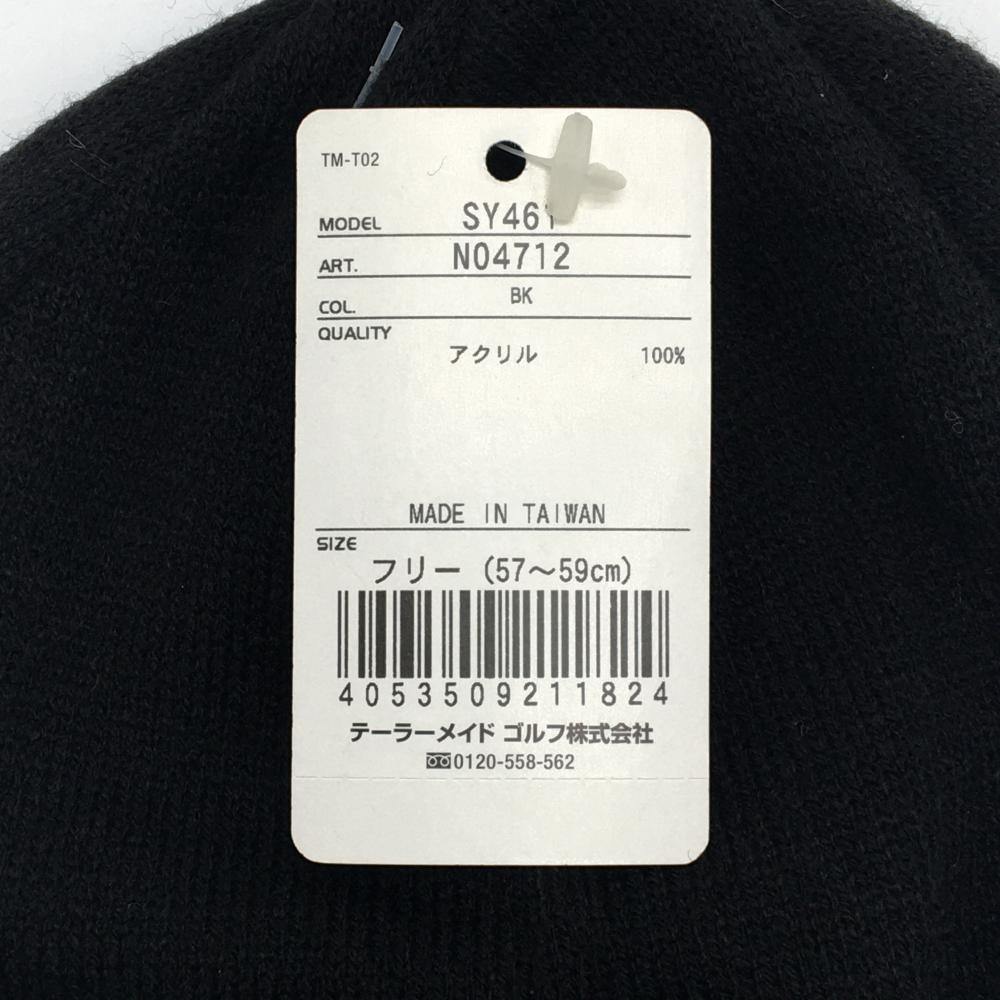 TM-T02
MODEL SY461
ART. N04712
COL. BK
QUALITY
アクリル 100%
MADE IN TAIWAN
SIZE
フリー (57～59cm)
4053509211824
テーラーメイド ゴルフ株式会社
0120-558-562